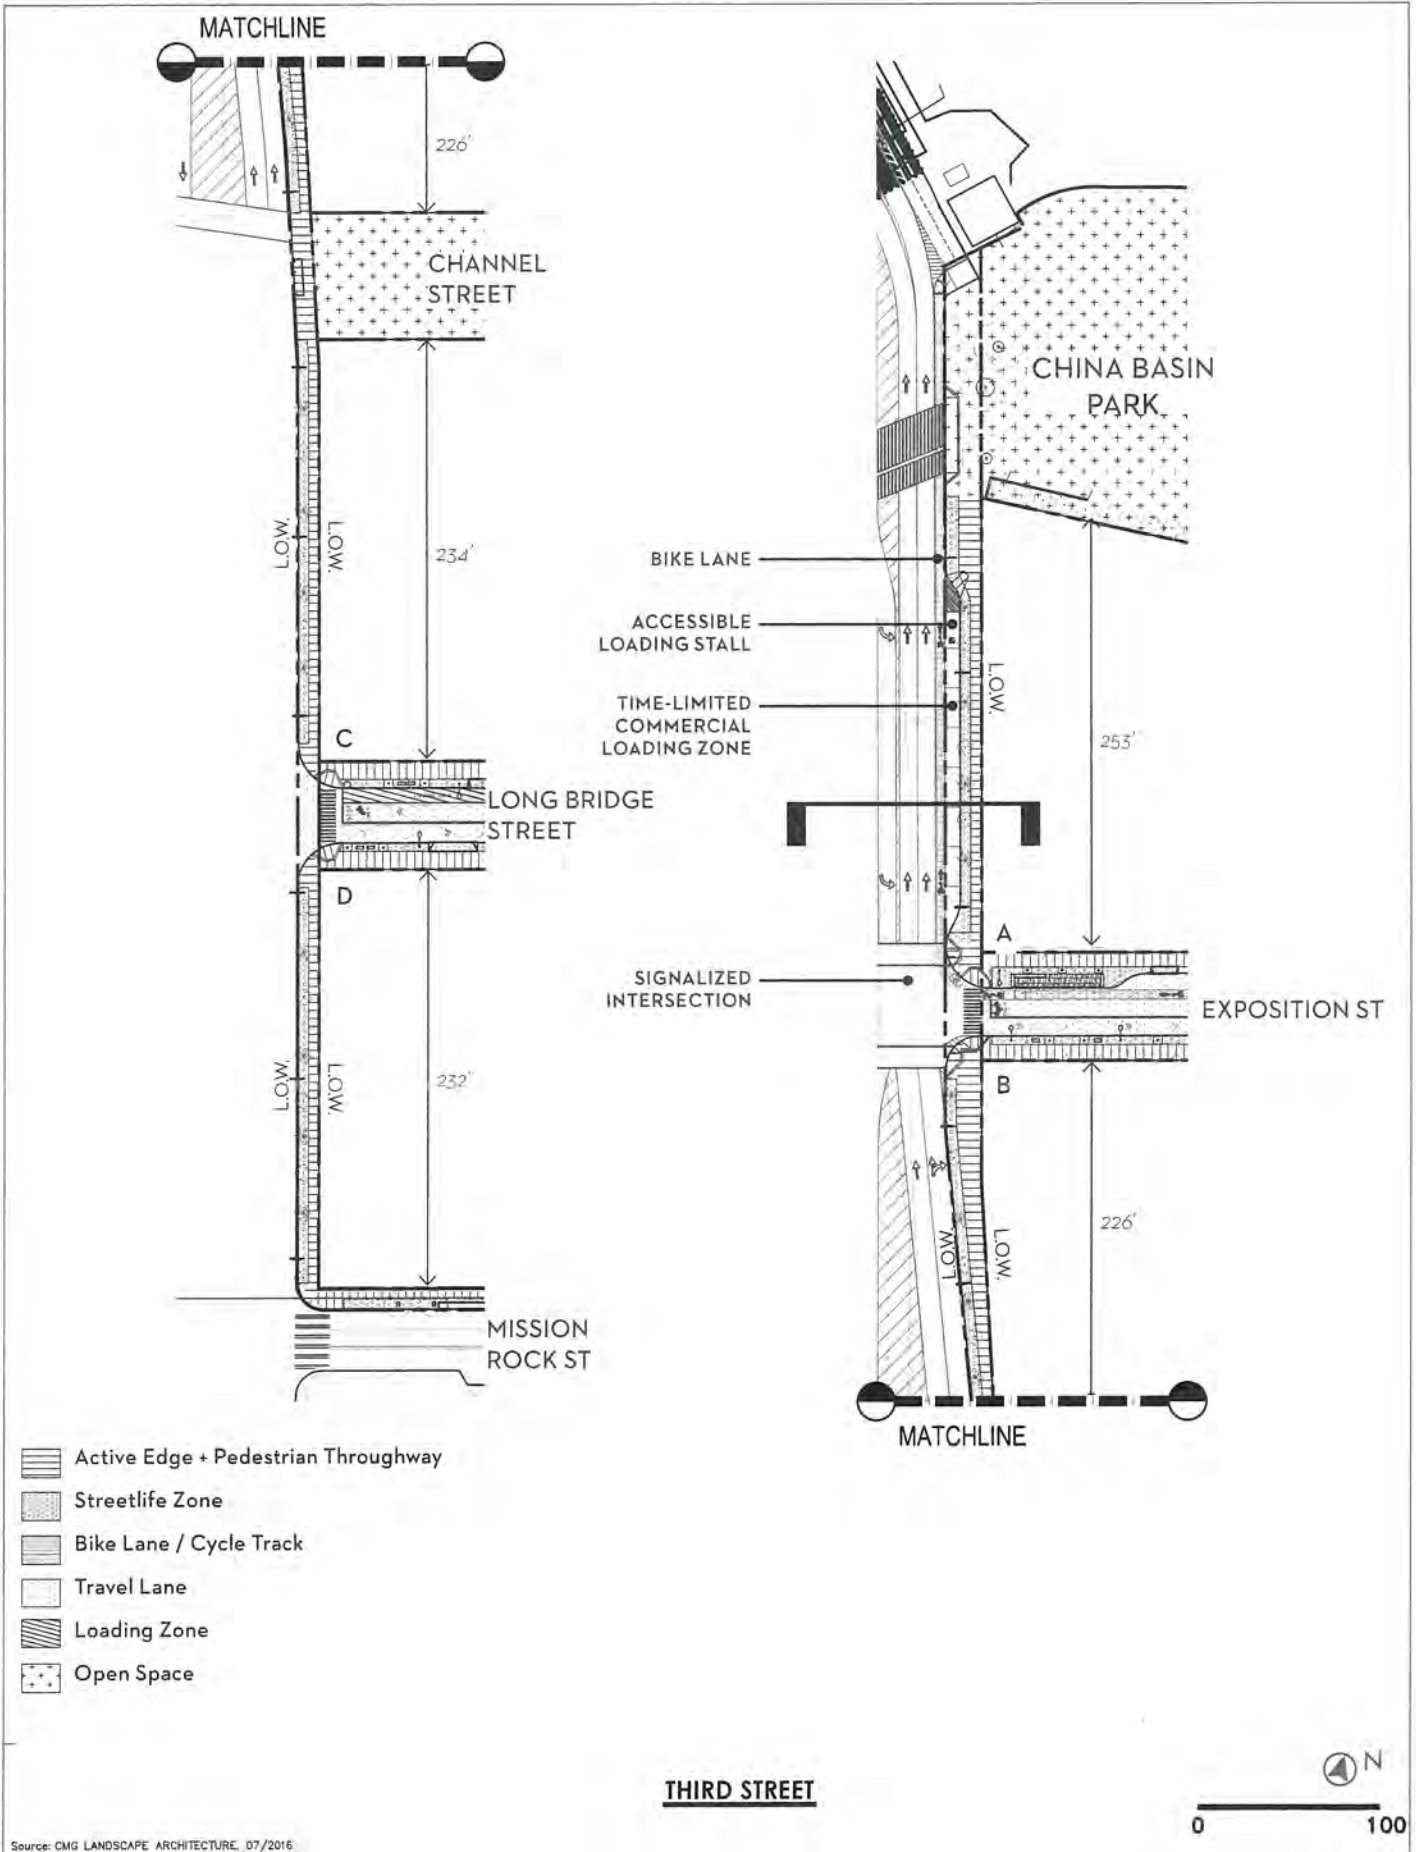 MATCHLINE
226'
CHANNEL
STREET
L.O.W.
L.O.W.
234'
C
LONG BRIDGE
STREET
D
L.O.W.
L.O.W.
232'
MISSION
ROCK ST
CHINA BASIN
PARK
BIKE LANE
ACCESSIBLE
LOADING STALL
TIME-LIMITED
COMMERCIAL
LOADING ZONE
L.O.W.
253'
A
SIGNALIZED
INTERSECTION
EXPOSITION ST
B
226'
L.O.W.
L.O.W.
MATCHLINE
Active Edge + Pedestrian Throughway
Streetlife Zone
Bike Lane / Cycle Track
Travel Lane
Loading Zone
Open Space
THIRD STREET
N
0 100
Source: CMG LANDSCAPE ARCHITECTURE, 07/2016